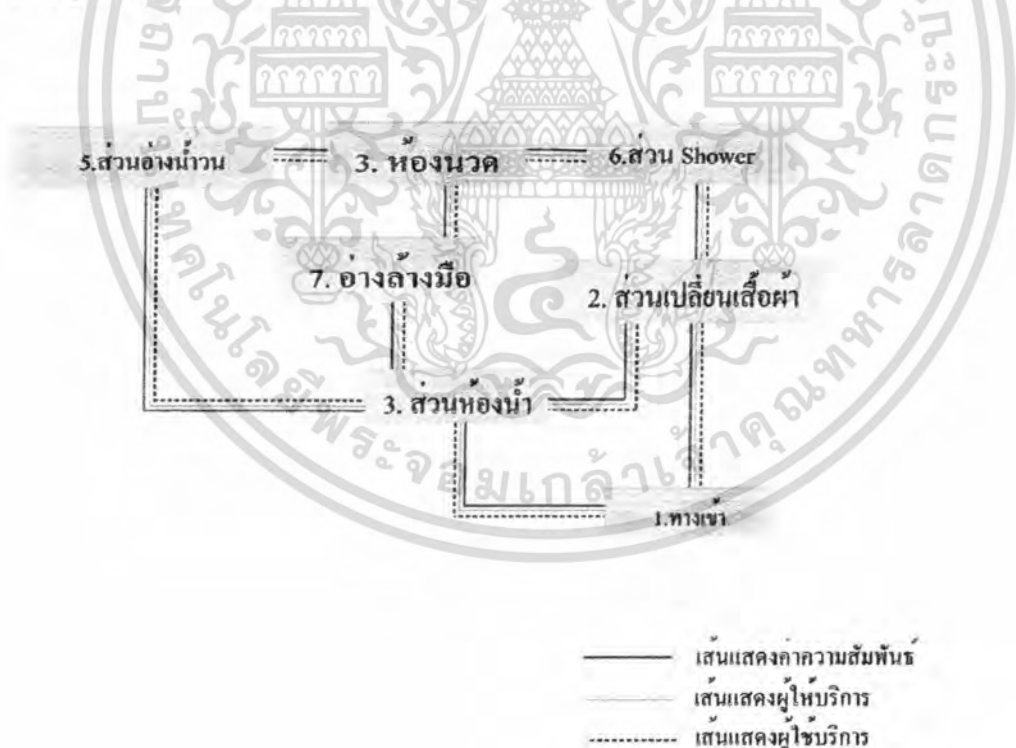 5.ส่วนอ่างน้ำวน
3. ห้องนวด
6.ส่วน Shower
7. อ่างล้างมือ
2. ส่วนเปลี่ยนเสื้อผ้า
3. ส่วนห้องน้ำ
1.ทางเข้า
เส้นแสดงค่าความสัมพันธ์
เส้นแสดงผู้ให้บริการ
เส้นแสดงผู้ใช้บริการ